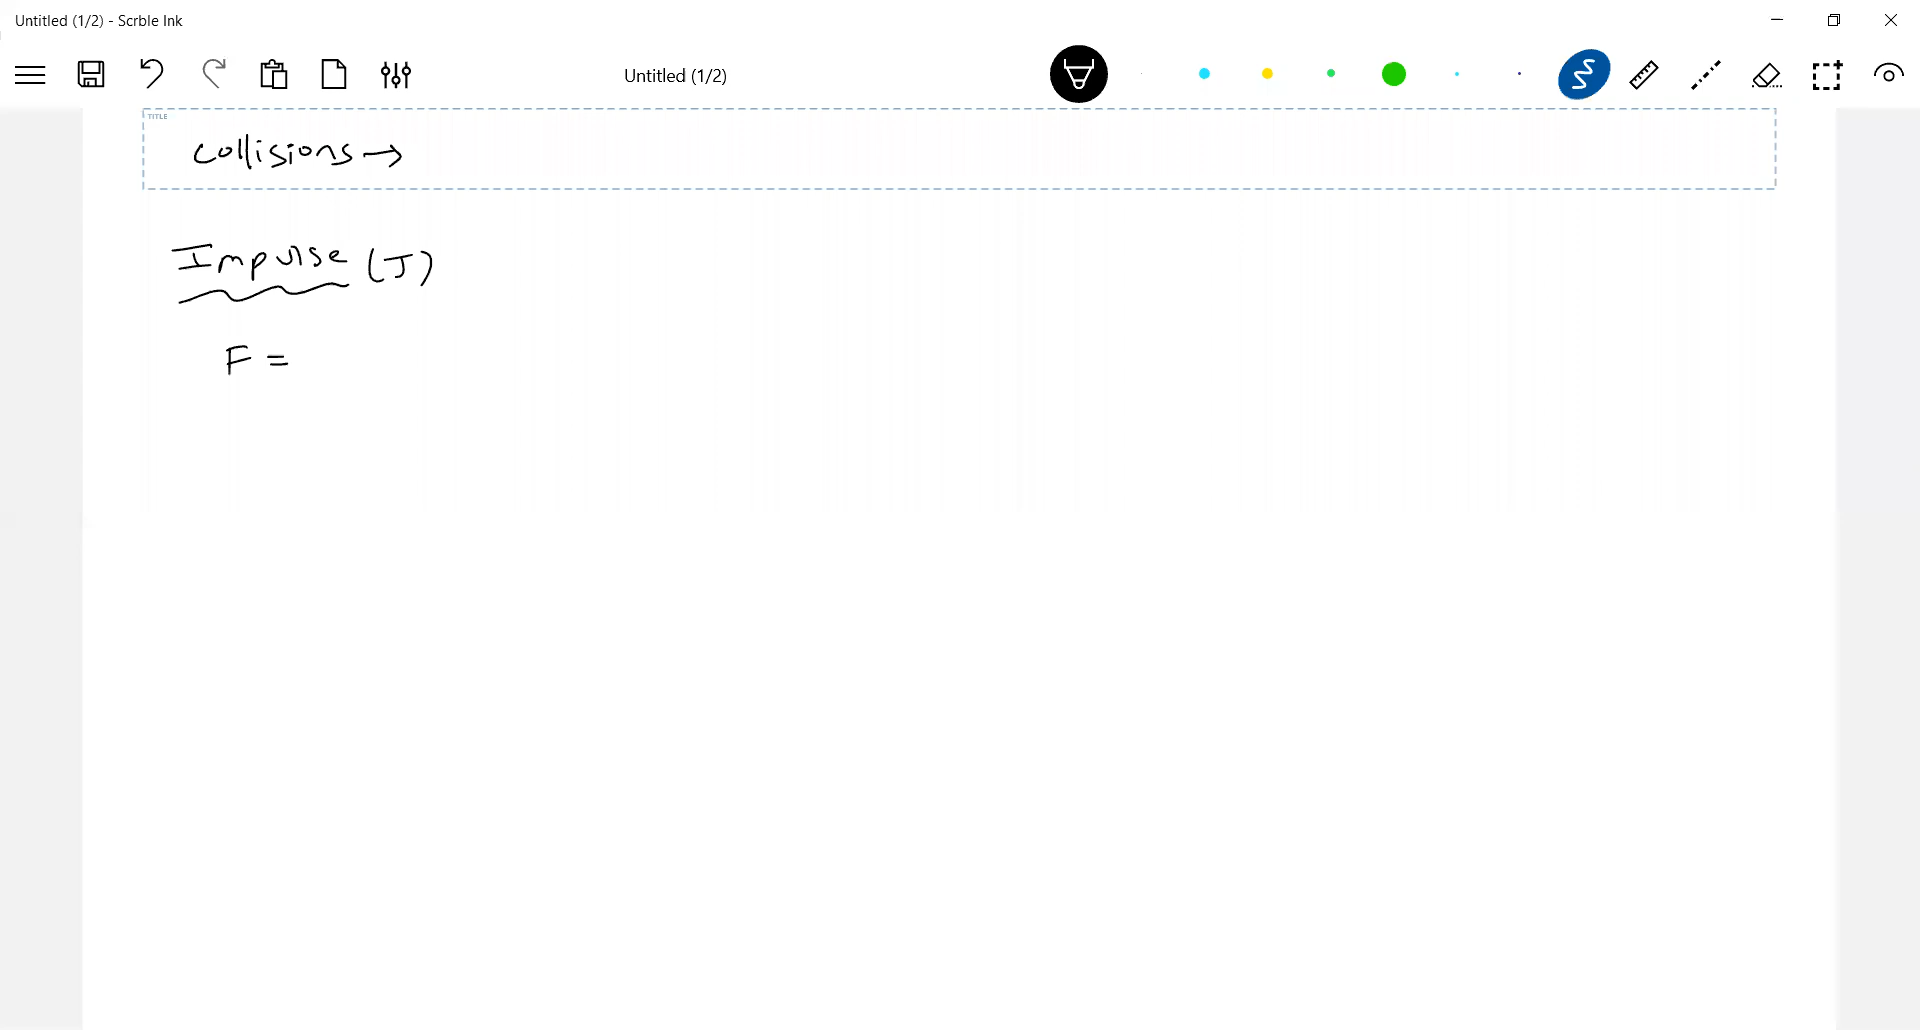 Untitled (1/2) - Scrble Ink
Untitled (1/2)
TITLE
Collisions →
Impulse (J)
F =